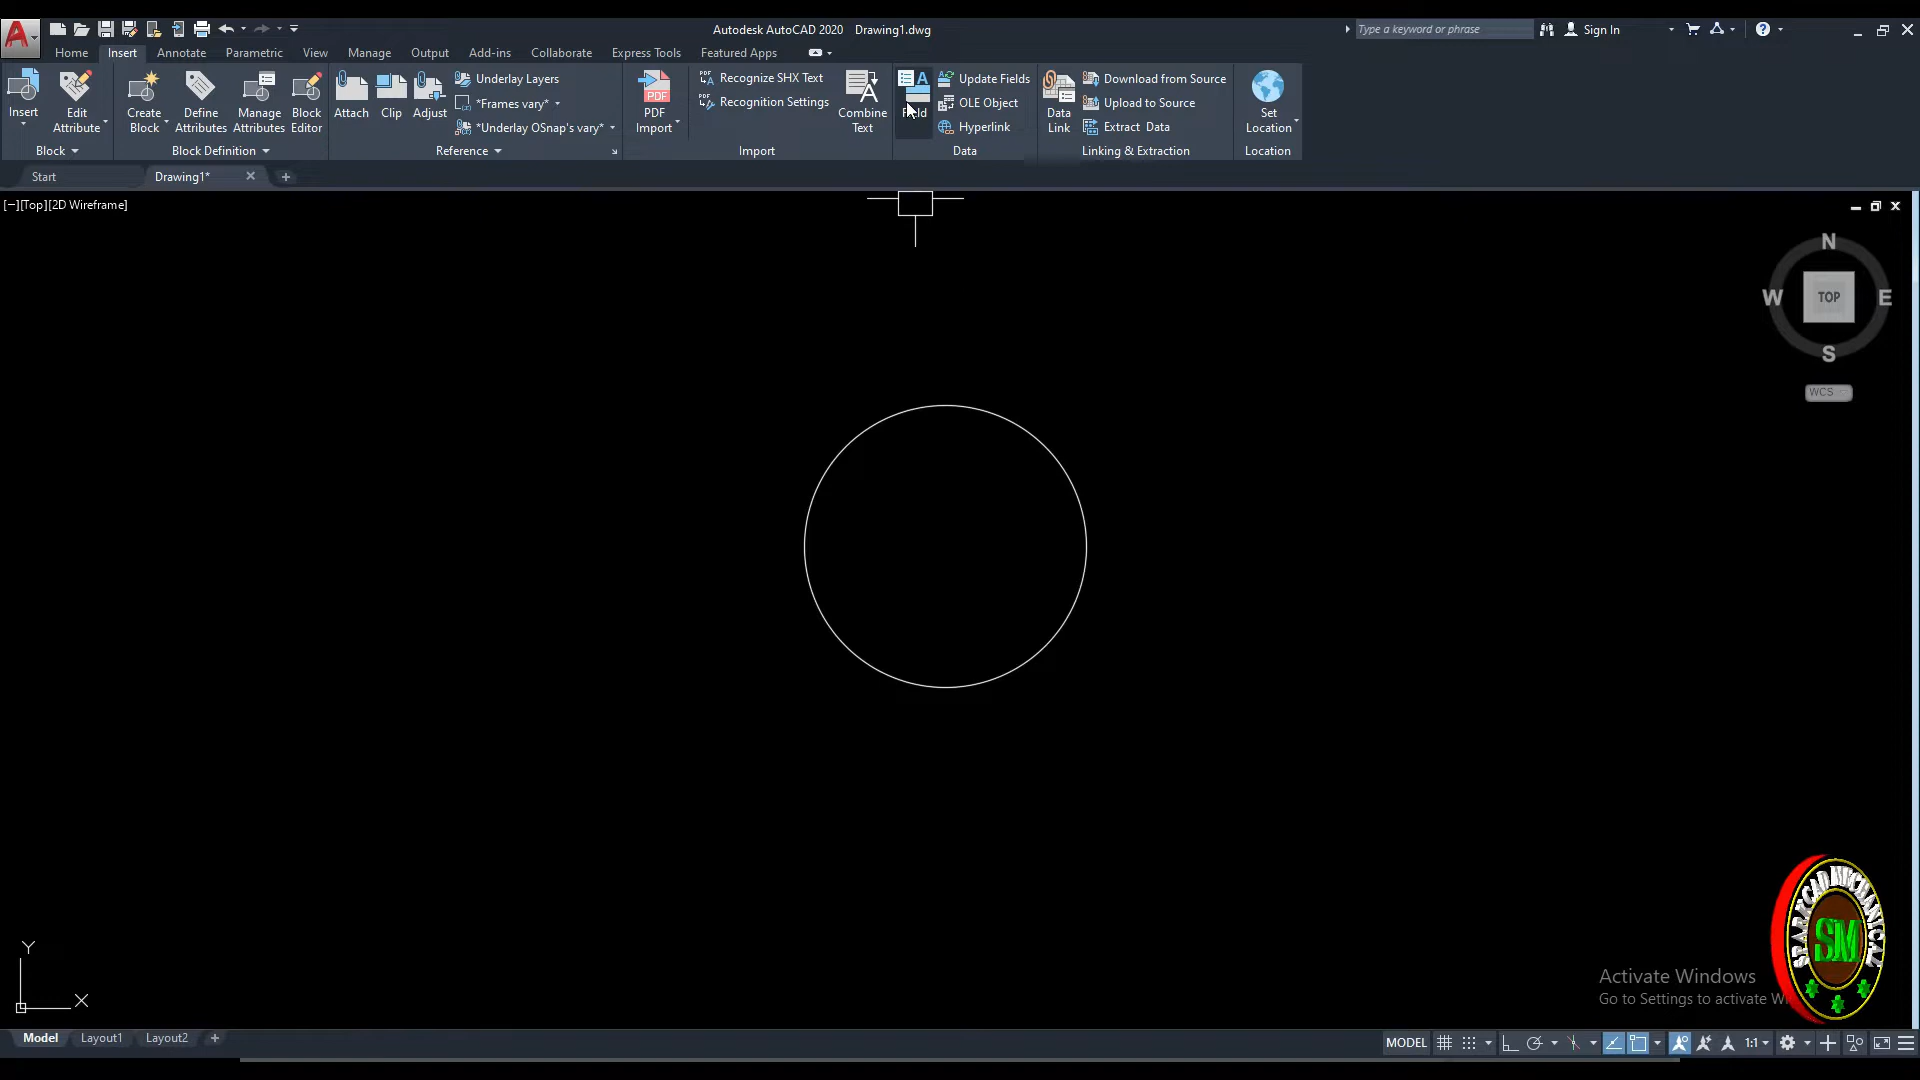 Autodesk AutoCAD 2020 Drawing1.dwg
Type a keyword or phrase
Sign In
Home Insert Annotate Parametric View Manage Output Add-ins Collaborate Express Tools Featured Apps
Insert
Edit Attribute
Create Block
Define Attributes
Manage Attributes
Block Editor
Attach
Clip
Adjust
Underlay Layers
*Frames vary*
*Underlay OSnap's vary*
PDF
PDF Import
Recognize SHX Text
Recognition Settings
Combine Text
Field
Update Fields
OLE Object
Hyperlink
Data Link
Download from Source
Upload to Source
Extract Data
Set Location
Block
Block Definition
Reference
Import
Data
Linking & Extraction
Location
Start
Drawing1*
[−][Top][2D Wireframe]
N
W
TOP
E
S
WCS
Y
X
SPARKCAD MECHANICAL
SM
Activate Windows
Go to Settings to activate Wi
Model
Layout1
Layout2
MODEL
1:1